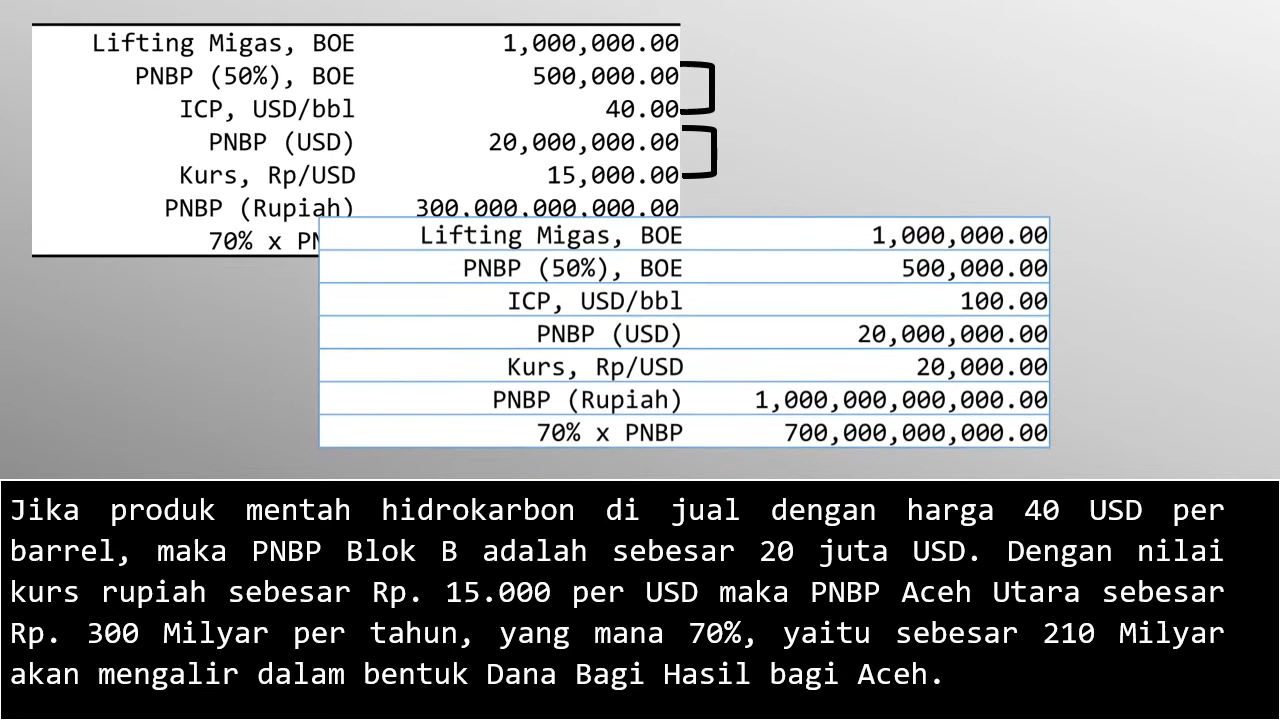 Lifting Migas, BOE 1,000,000.00
PNBP (50%), BOE 500,000.00
ICP, USD/bbl 40.00
PNBP (USD) 20,000,000.00
Kurs, Rp/USD 15,000.00
PNBP (Rupiah) 300,000,000,000.00
70% x PN
Lifting Migas, BOE 1,000,000.00
PNBP (50%), BOE 500,000.00
ICP, USD/bbl 100.00
PNBP (USD) 20,000,000.00
Kurs, Rp/USD 20,000.00
PNBP (Rupiah) 1,000,000,000,000.00
70% x PNBP 700,000,000,000.00
Jika produk mentah hidrokarbon di jual dengan harga 40 USD per
barrel, maka PNBP Blok B adalah sebesar 20 juta USD. Dengan nilai
kurs rupiah sebesar Rp. 15.000 per USD maka PNBP Aceh Utara sebesar
Rp. 300 Milyar per tahun, yang mana 70%, yaitu sebesar 210 Milyar
akan mengalir dalam bentuk Dana Bagi Hasil bagi Aceh.